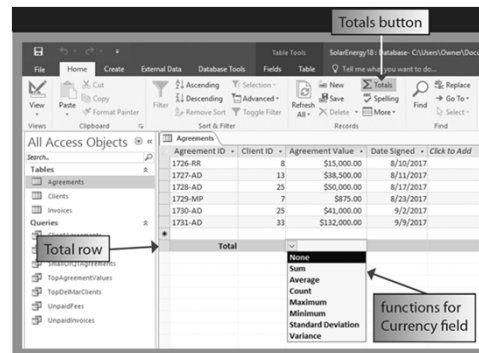 Totals button
Table Tools
SolarEnergy18 : Database- C:\Users\Owner\Docu
File Home Create External Data Database Tools Fields Table Tell me what you want to do...
View
Paste
Cut
Copy
Format Painter
Filter
Ascending
Descending
Remove Sort
Selection
Advanced
Toggle Filter
Refresh All
New
Save
Delete
Totals
Spelling
More
Find
Replace
Go To
Select
Views Clipboard Sort & Filter Records Find
All Access Objects
Search..
Tables
Agreements
Clients
Invoices
Queries
TopAgreementValues
TopDelMarClients
UnpaidFees
UnpaidInvoices
Agreements
Agreement ID Client ID Agreement Value Date Signed Click to Add
1726-RR 8 $15,000.00 8/10/2017
1727-AD 13 $38,500.00 8/11/2017
1728-AD 25 $50,000.00 8/17/2017
1729-MP 7 $875.00 8/23/2017
1730-AD 25 $41,000.00 9/2/2017
1731-AD 33 $132,000.00 9/9/2017
Total
Total row
None
Sum
Average
Count
Maximum
Minimum
Standard Deviation
Variance
functions for
Currency field